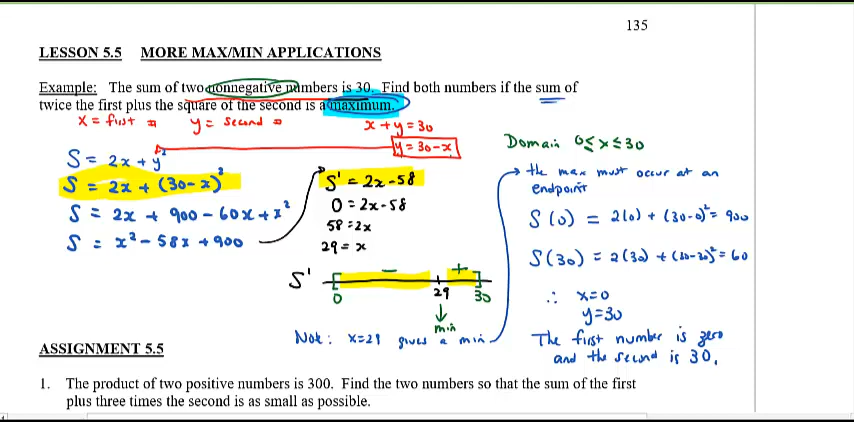 135
LESSON 5.5 MORE MAX/MIN APPLICATIONS
Example: The sum of two nonnegative numbers is 30. Find both numbers if the sum of
twice the first plus the square of the second is a maximum.
x = first # y = second #
x + y = 30
y = 30 - x
S = 2x + y²
S = 2x + (30 - x)²
S = 2x + 900 - 60x + x²
S = x² - 58x + 900
S' = 2x - 58
0 = 2x - 58
58 = 2x
29 = x
S' [ − + ]
0 29 30
↓
min
Note: x=29 gives a min
Domain 0 ≤ x ≤ 30
the max must occur at an
endpoint
S(0) = 2(0) + (30-0)² = 900
S(30) = 2(30) + (30-30)² = 60
∴ x=0
y=30
The first number is zero
and the second is 30.
ASSIGNMENT 5.5
1. The product of two positive numbers is 300. Find the two numbers so that the sum of the first
plus three times the second is as small as possible.